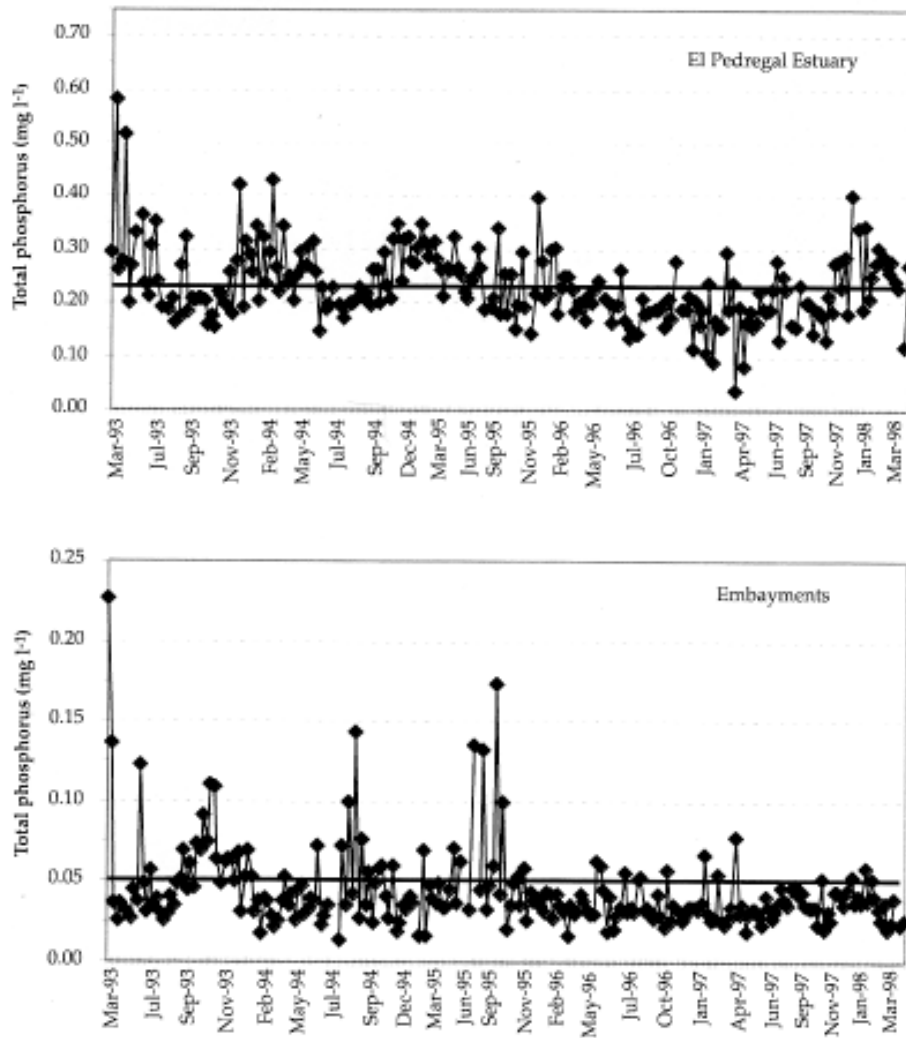 0.70
El Pedregal Estuary
0.60
0.50
0.40
0.30
0.20
0.10
0.00
Total phosphorus (mg l-1)
Mar-93 Jul-93 Sep-93 Nov-93 Feb-94 May-94 Jul-94 Sep-94 Dec-94 Mar-95 Jun-95 Sep-95 Nov-95 Feb-96 May-96 Jul-96 Oct-96 Jan-97 Apr-97 Jun-97 Sep-97 Nov-97 Jan-98 Mar-98
0.25
Embayments
0.20
0.15
0.10
0.05
0.00
Total phosphorus (mg l-1)
Mar-93 Jul-93 Sep-93 Nov-93 Feb-94 May-94 Jul-94 Sep-94 Dec-94 Mar-95 Jun-95 Sep-95 Nov-95 Feb-96 May-96 Jul-96 Oct-96 Jan-97 Apr-97 Jun-97 Sep-97 Nov-97 Jan-98 Mar-98